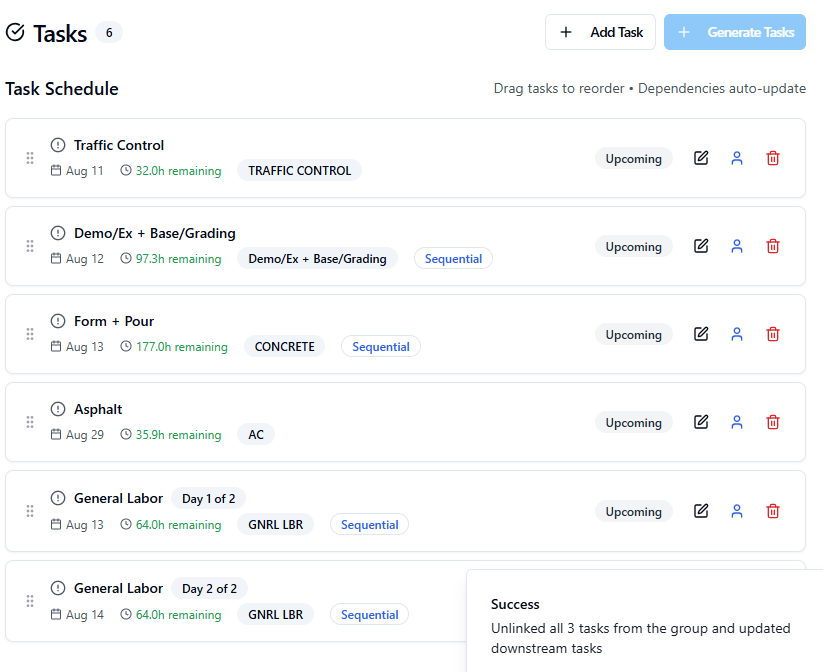 Tasks 6 Add Task Generate Tasks
Task Schedule Drag tasks to reorder • Dependencies auto-update
Traffic Control
Aug 11 32.0h remaining TRAFFIC CONTROL Upcoming
Demo/Ex + Base/Grading
Aug 12 97.3h remaining Demo/Ex + Base/Grading Sequential Upcoming
Form + Pour
Aug 13 177.0h remaining CONCRETE Sequential Upcoming
Asphalt
Aug 29 35.9h remaining AC Upcoming
General Labor Day 1 of 2
Aug 13 64.0h remaining GNRL LBR Sequential Upcoming
General Labor Day 2 of 2
Aug 14 64.0h remaining GNRL LBR Sequential
Success
Unlinked all 3 tasks from the group and updated
downstream tasks